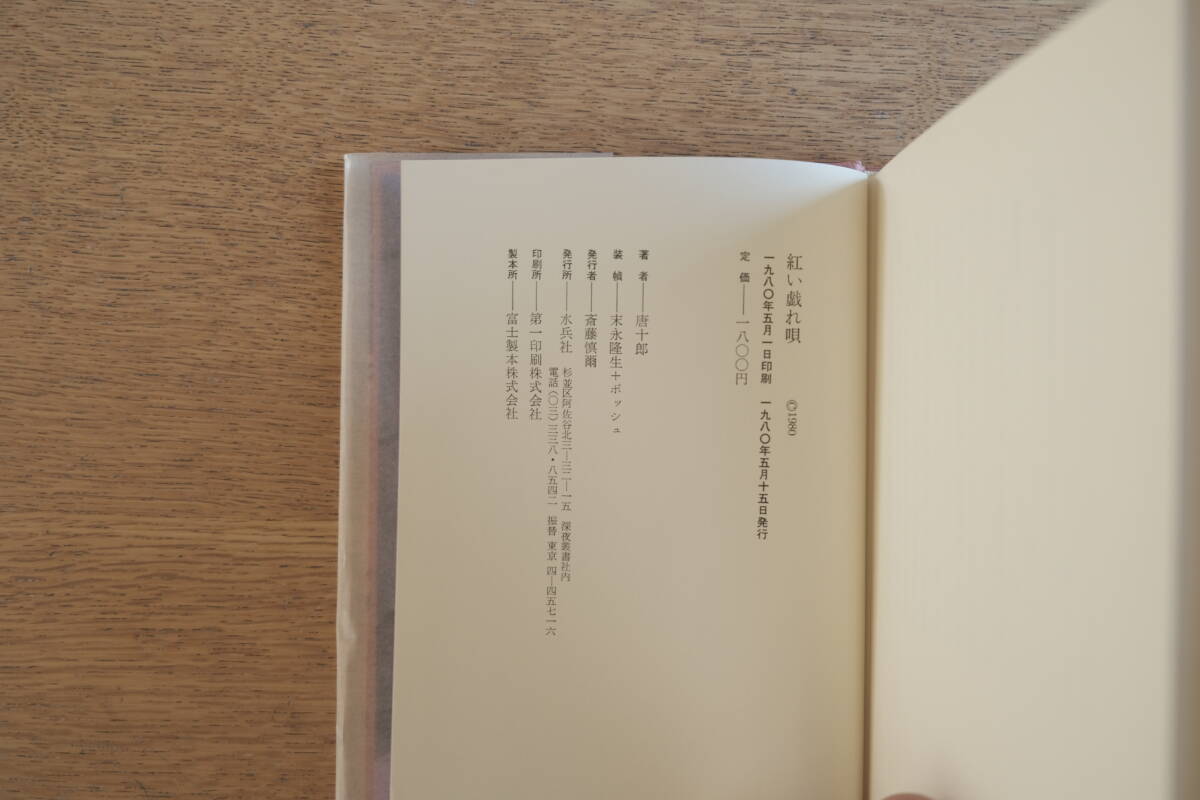 紅い戯れ唄 ©1980
一九八〇年五月一日印刷 一九八〇年五月十五日発行
定 価――一八〇〇円
著 者――唐十郎
装 幀――末永隆生+ボッシュ
発行者――斎藤慎爾
発行所――水兵社 杉並区阿佐谷北三―三二―一五 深夜叢書社内
電話(〇三)三三八・八五四二 振替 東京 四―四五七一六
印刷所――第一印刷株式会社
製本所――富士製本株式会社